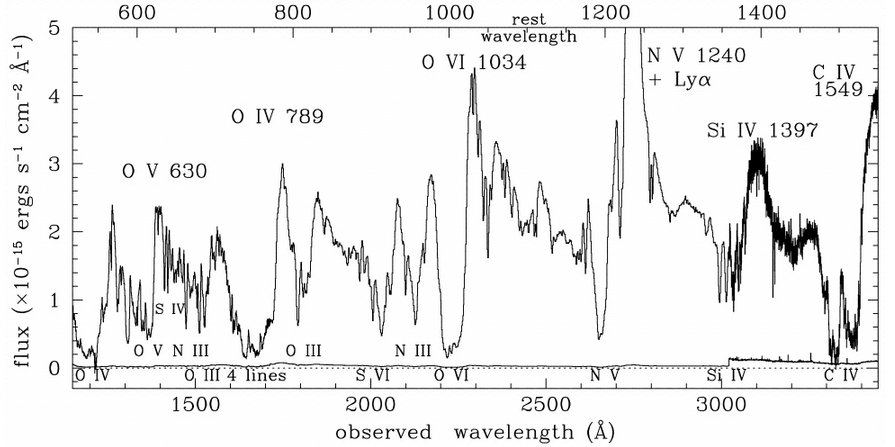 600 800 1000 1200 1400
rest
wavelength
5
4
3
2
1
0
flux (×10⁻¹⁵ ergs s⁻¹ cm⁻² Å⁻¹)
O VI 1034
N V 1240
+ Lyα
C IV
1549
O IV 789
Si IV 1397
O V 630
S IV
O V N III O III N III
O IV O III 4 lines S VI O VI N V Si IV C IV
1500 2000 2500 3000
observed wavelength (Å)